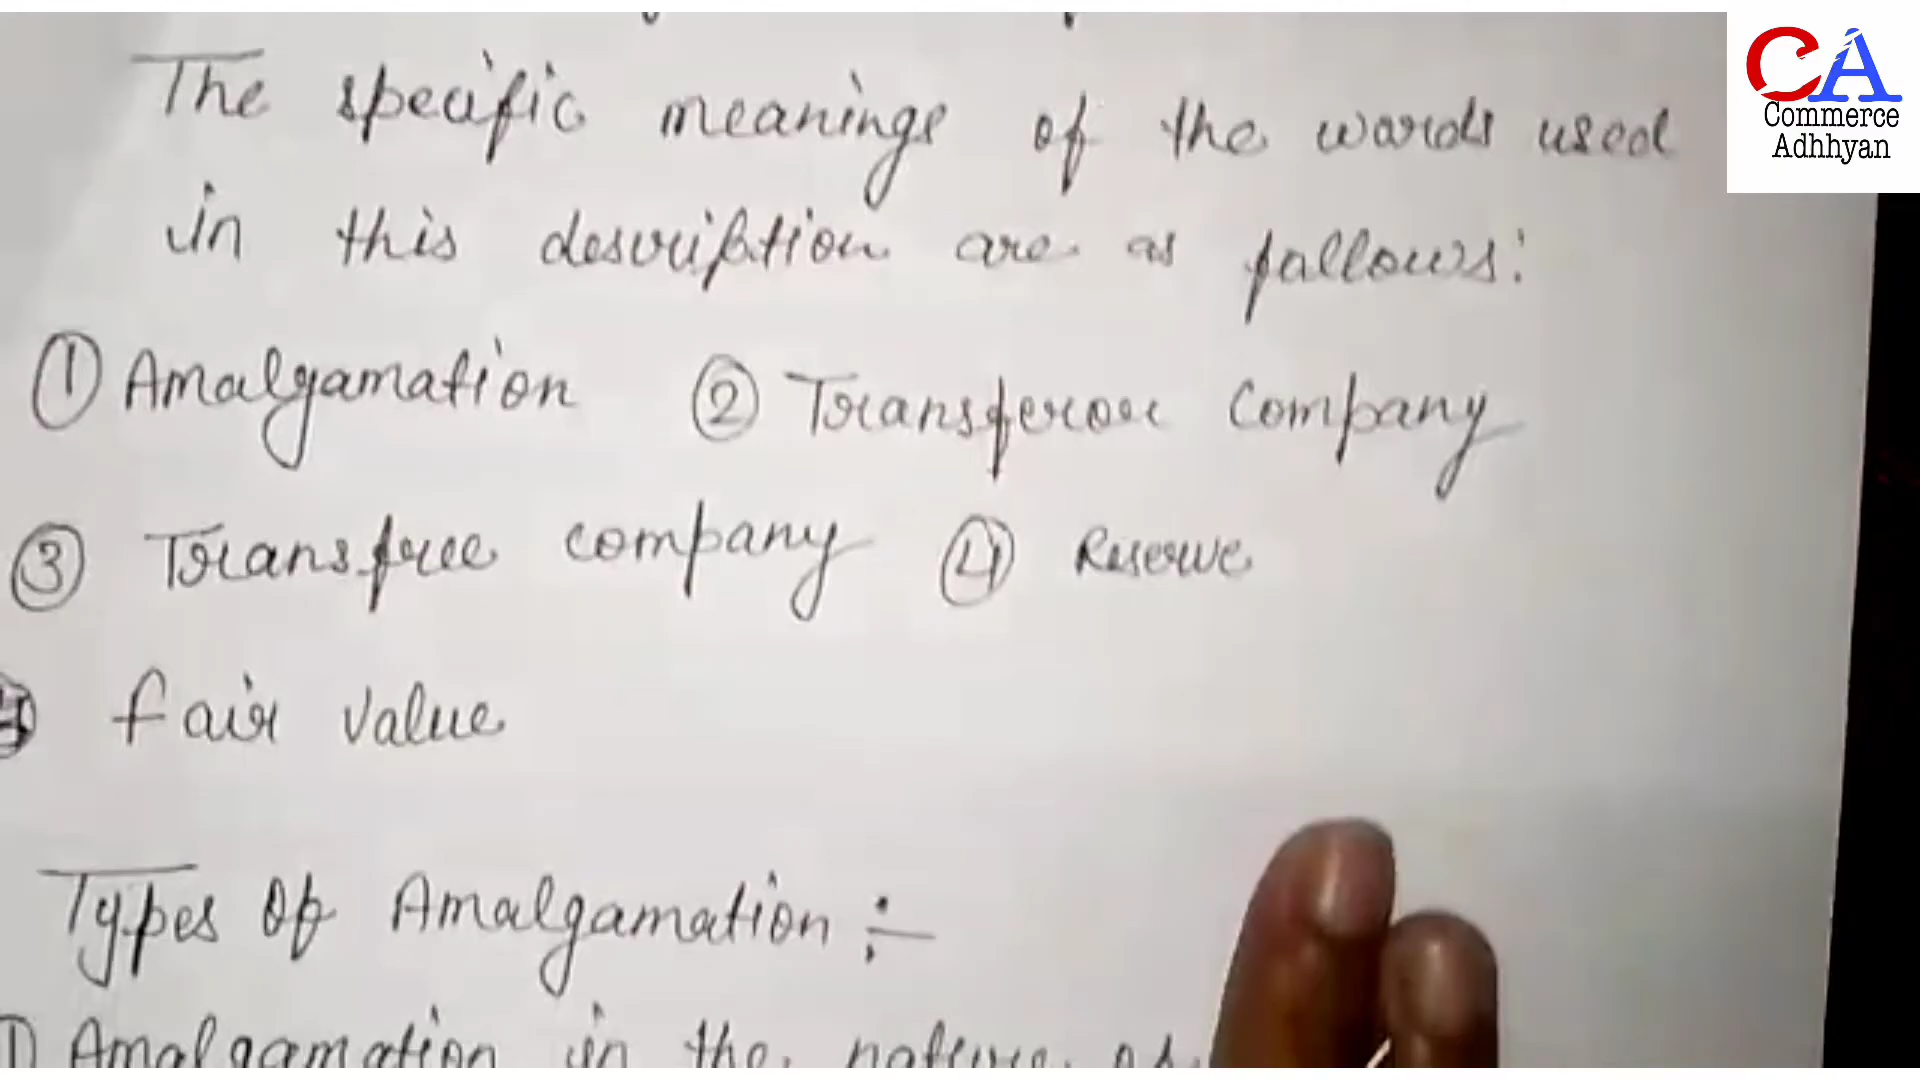 CA
Commerce
Adhhyan
The specific meanings of the words used
in this description are as follows:
① Amalgamation ② Transferor Company
③ Transfree company ④ Reserve
fair value
Types of Amalgamation :-
Amalgamation in the nature of